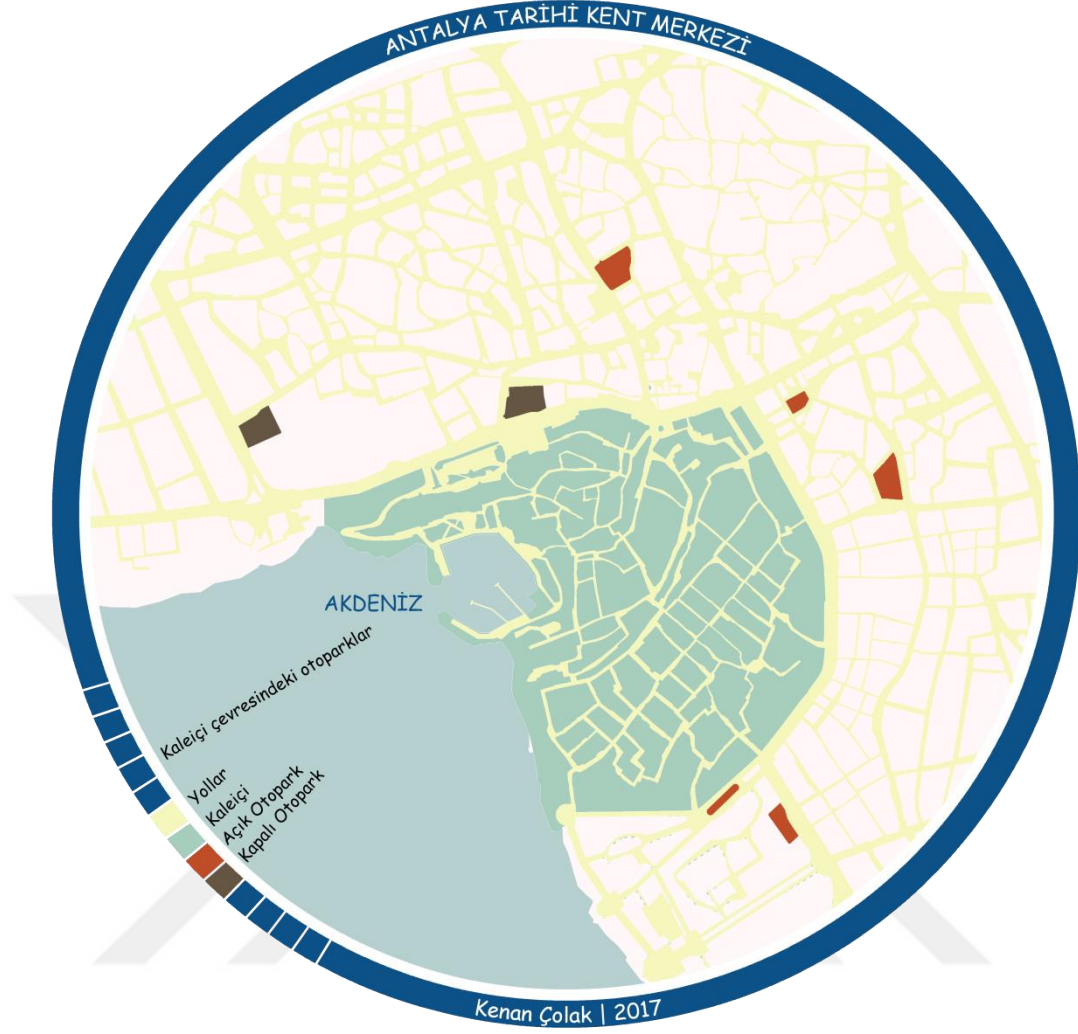 ANTALYA TARİHİ KENT MERKEZİ
AKDENİZ
Kaleiçi çevresindeki otoparklar
Yollar
Kaleiçi
Açık Otopark
Kapalı Otopark
Kenan Çolak | 2017